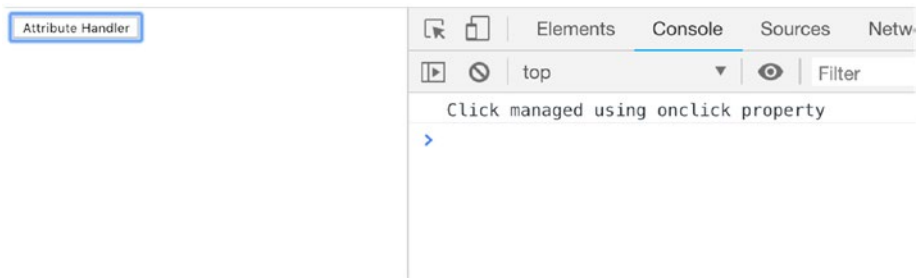 Attribute Handler
Elements Console Sources Netw
top Filter
Click managed using onclick property